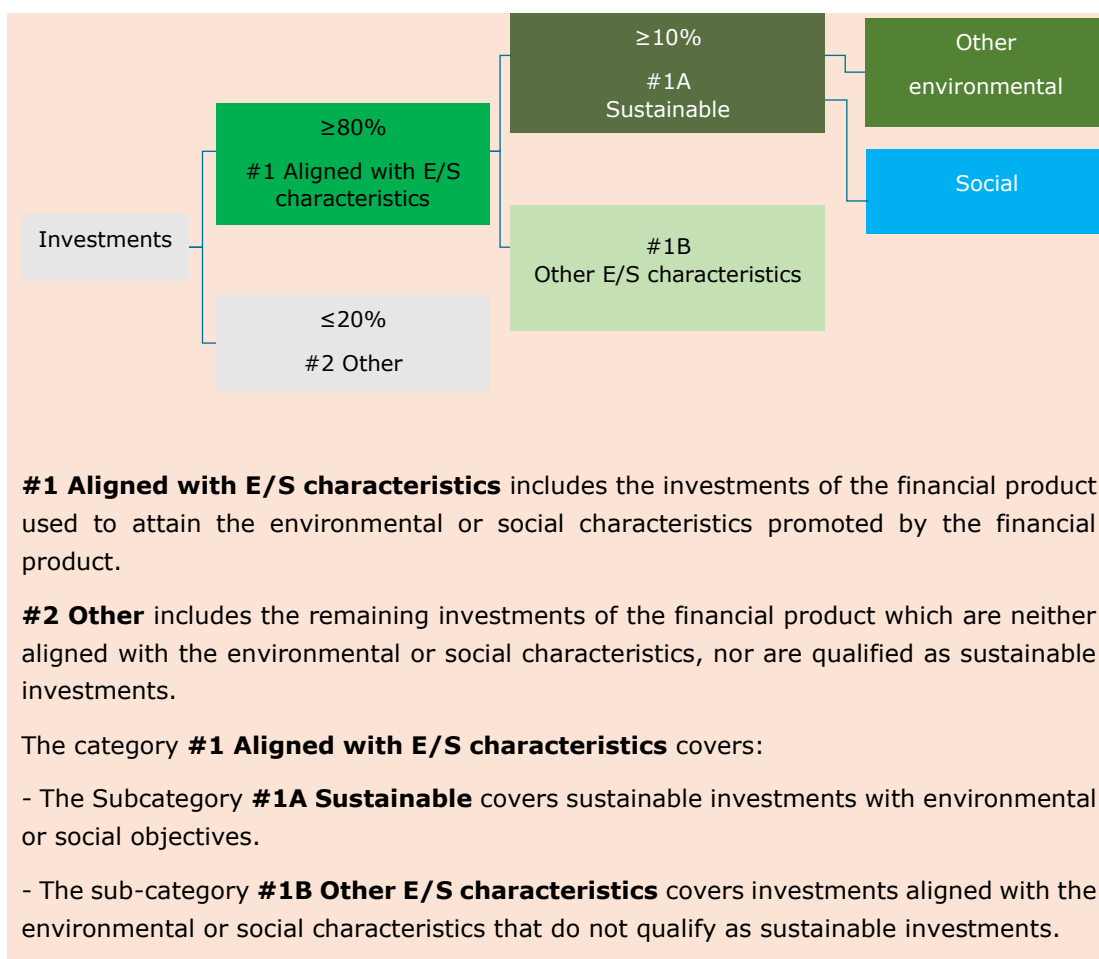 Investments
≥80%
#1 Aligned with E/S
characteristics
≤20%
#2 Other
≥10%
#1A
Sustainable
#1B
Other E/S characteristics
Other
environmental
Social
#1 Aligned with E/S characteristics includes the investments of the financial product
used to attain the environmental or social characteristics promoted by the financial
product.
#2 Other includes the remaining investments of the financial product which are neither
aligned with the environmental or social characteristics, nor are qualified as sustainable
investments.
The category #1 Aligned with E/S characteristics covers:
- The Subcategory #1A Sustainable covers sustainable investments with environmental
or social objectives.
- The sub-category #1B Other E/S characteristics covers investments aligned with the
environmental or social characteristics that do not qualify as sustainable investments.